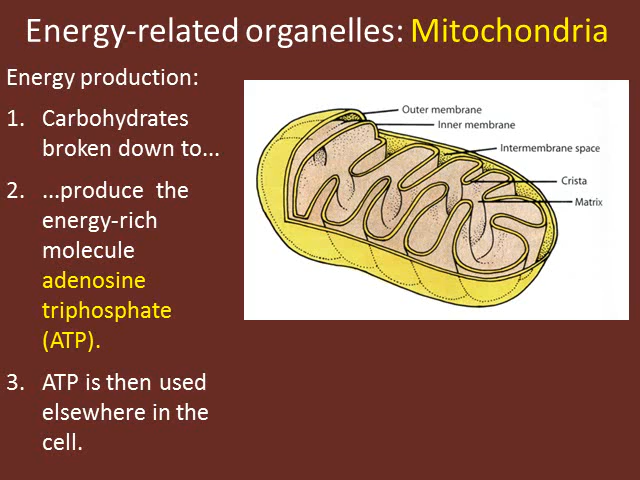 Energy-related organelles: Mitochondria
Energy production:
1. Carbohydrates
broken down to...
2. ...produce the
energy-rich
molecule
adenosine
triphosphate
(ATP).
3. ATP is then used
elsewhere in the
cell.
Outer membrane
Inner membrane
Intermembrane space
Crista
Matrix